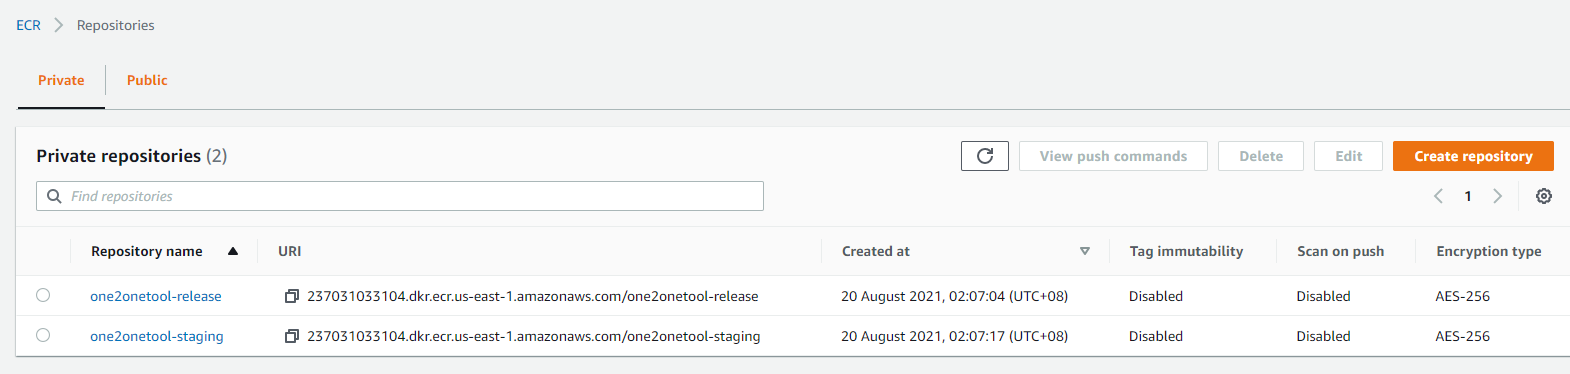 ECR > Repositories
Private Public
Private repositories (2) View push commands Delete Edit Create repository
Find repositories 1
Repository name URI Created at Tag immutability Scan on push Encryption type
one2onetool-release 237031033104.dkr.ecr.us-east-1.amazonaws.com/one2onetool-release 20 August 2021, 02:07:04 (UTC+08) Disabled Disabled AES-256
one2onetool-staging 237031033104.dkr.ecr.us-east-1.amazonaws.com/one2onetool-staging 20 August 2021, 02:07:17 (UTC+08) Disabled Disabled AES-256